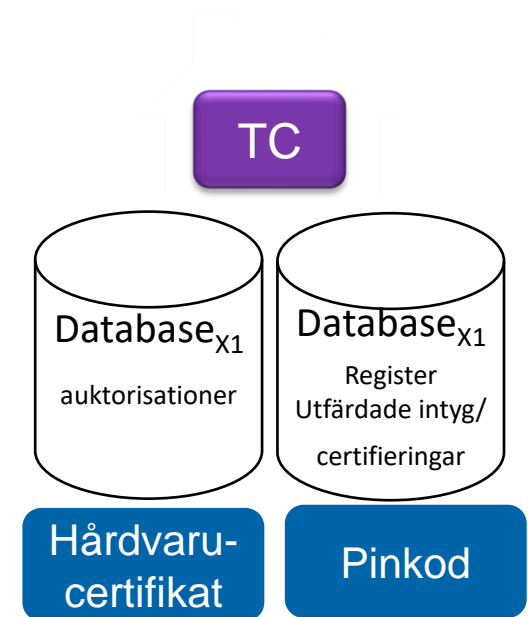 TC
Database X1
auktorisationer
Database X1
Register
Utfärdade intyg/
certifieringar
Hårdvaru-
certifikat
Pinkod